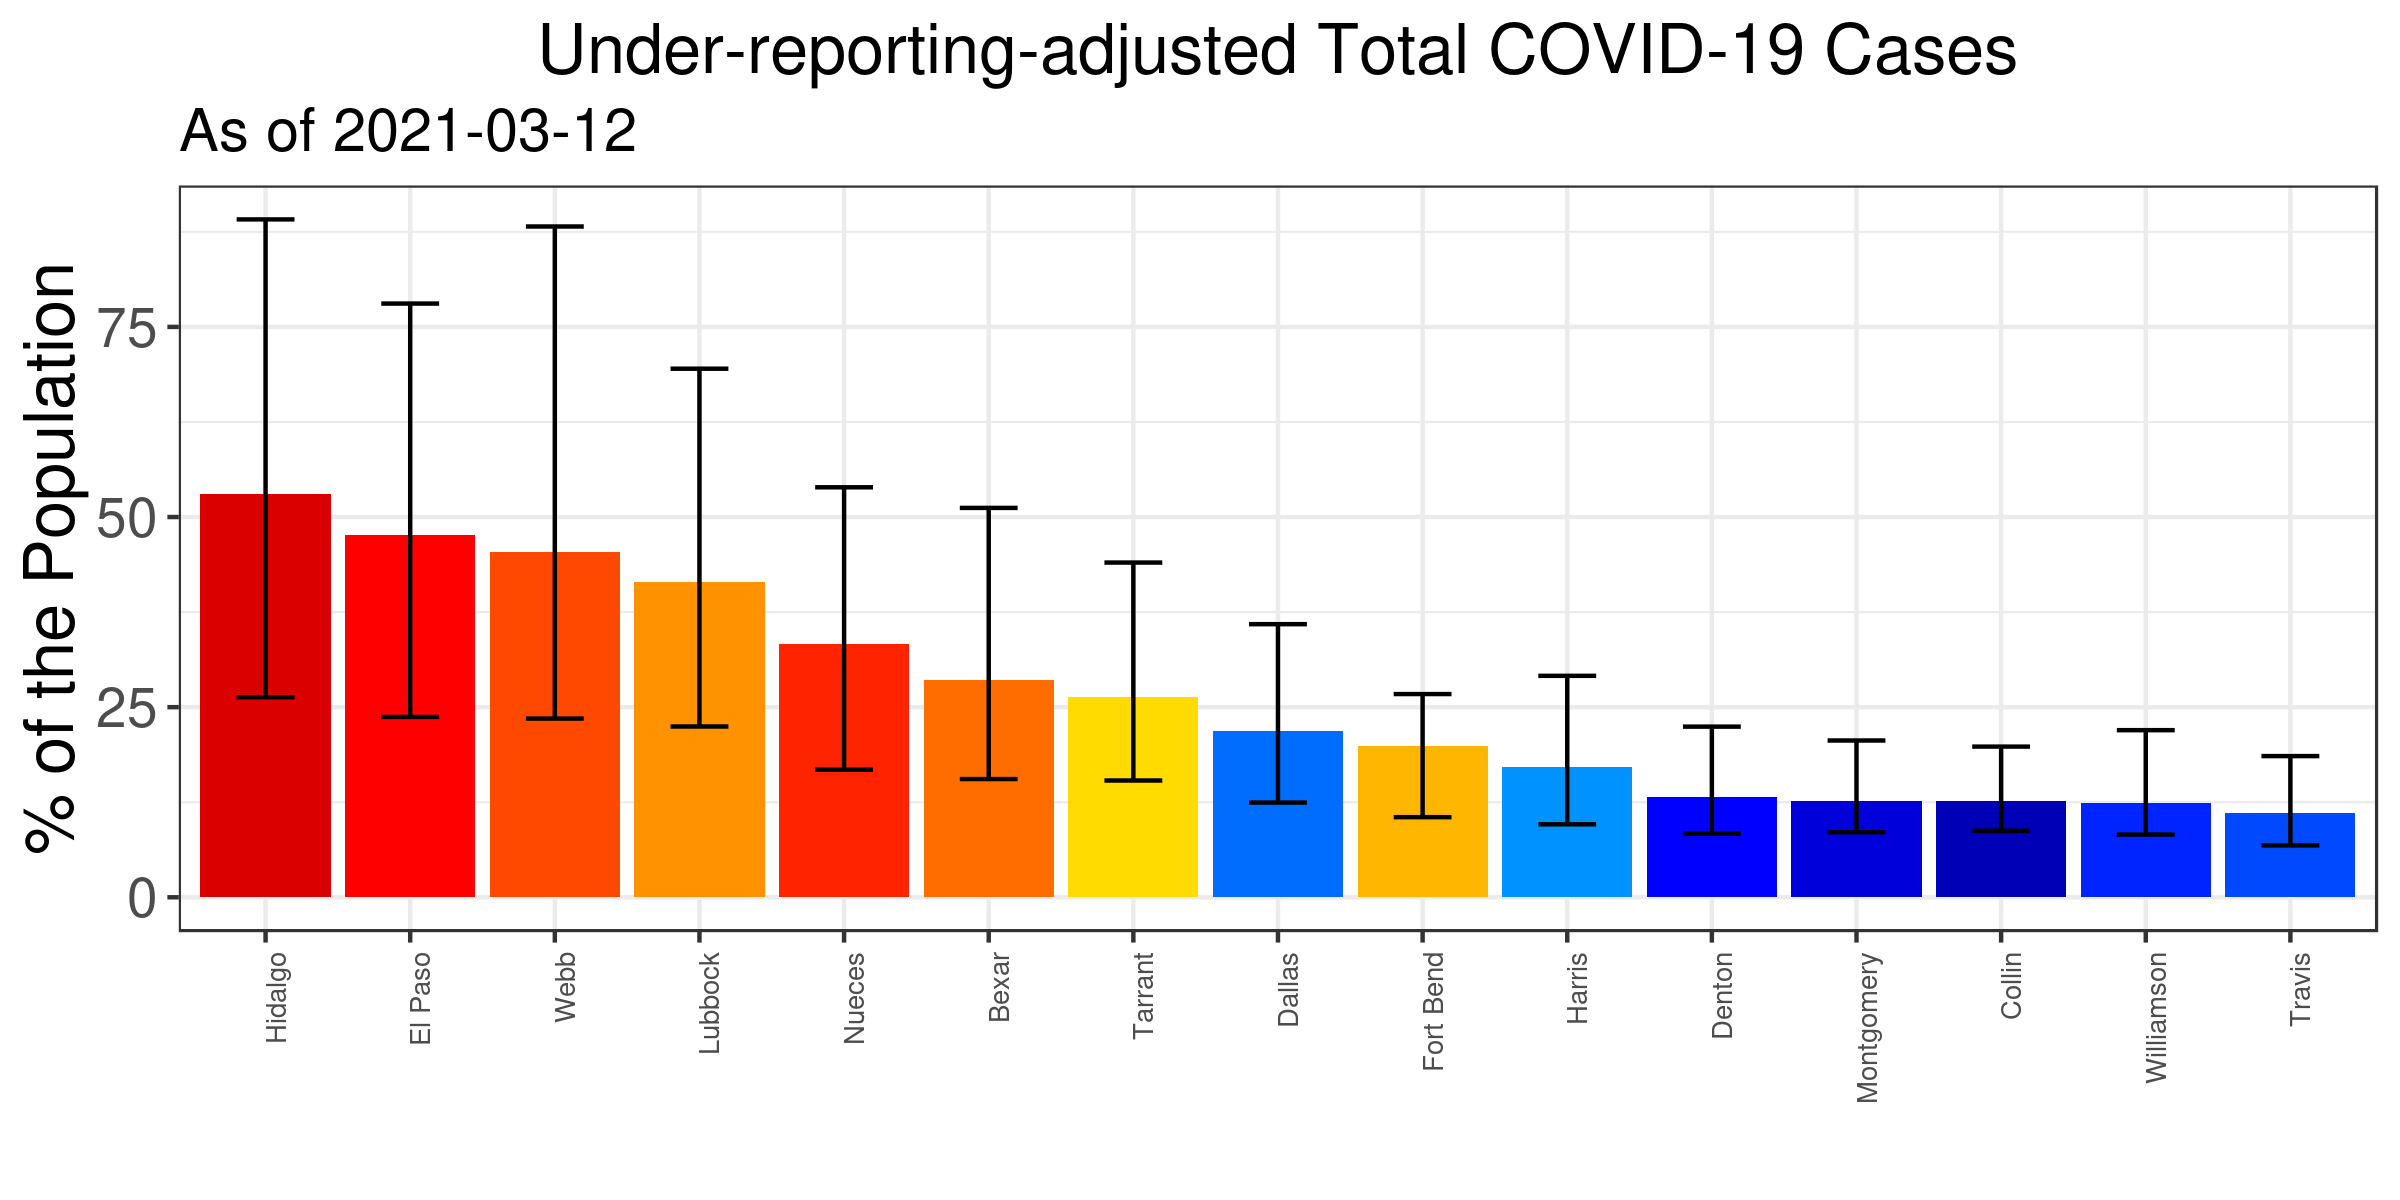 Under-reporting-adjusted Total COVID-19 Cases
As of 2021-03-12
% of the Population
75
50
25
0
Hidalgo
El Paso
Webb
Lubbock
Nueces
Bexar
Tarrant
Dallas
Fort Bend
Harris
Denton
Montgomery
Collin
Williamson
Travis